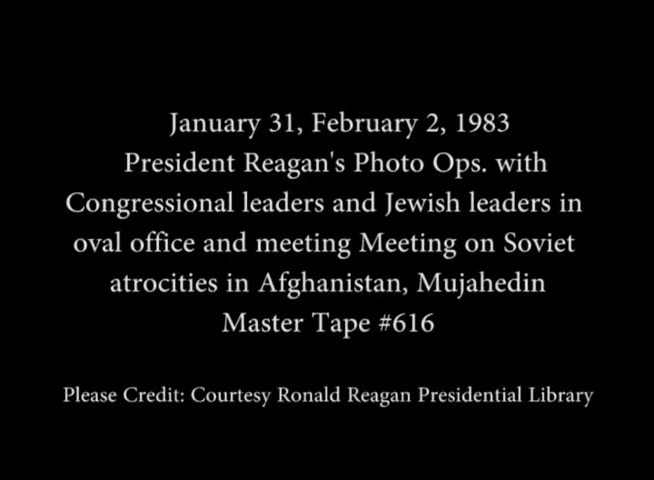 January 31, February 2, 1983
President Reagan's Photo Ops. with
Congressional leaders and Jewish leaders in
oval office and meeting Meeting on Soviet
atrocities in Afghanistan, Mujahedin
Master Tape #616
Please Credit: Courtesy Ronald Reagan Presidential Library